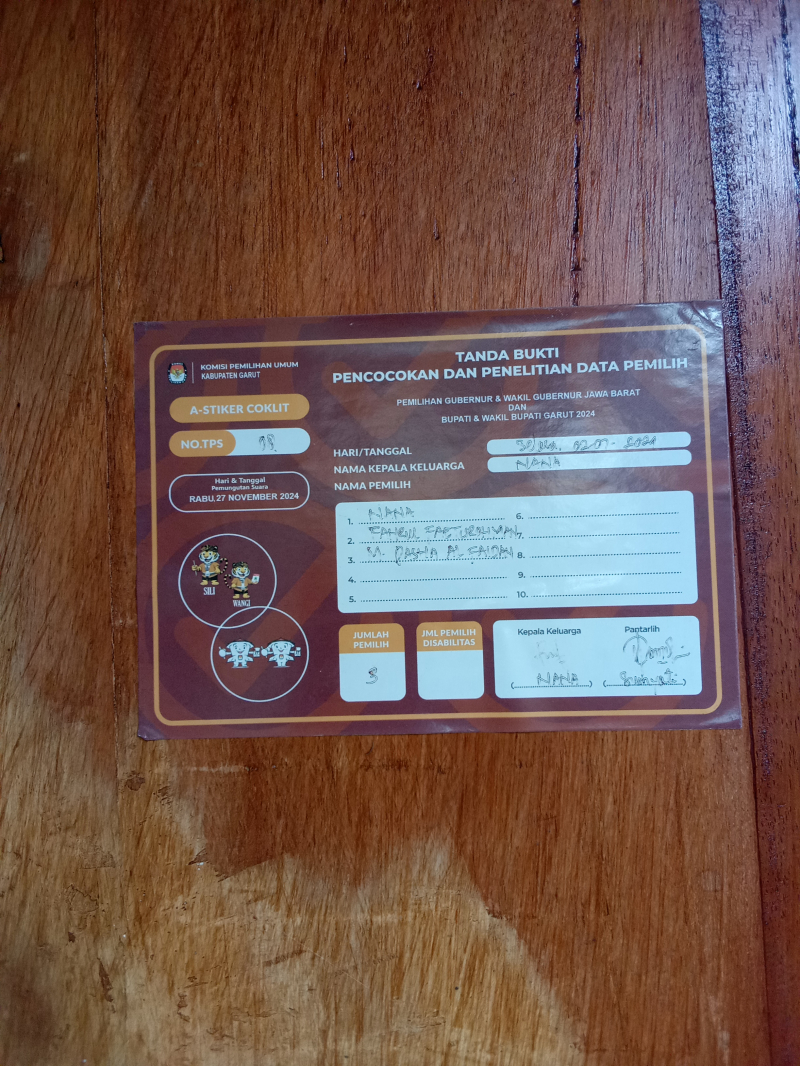 KOMISI PEMILIHAN UMUM
KABUPATEN GARUT
A-STIKER COKLIT
NO.TPS
Hari & Tanggal
Pemungutan Suara
RABU,27 NOVEMBER 2024
SILI
WANGI
TANDA BUKTI
PENCOCOKAN DAN PENELITIAN DATA PEMILIH
PEMILIHAN GUBERNUR & WAKIL GUBERNUR JAWA BARAT
DAN
BUPATI & WAKIL BUPATI GARUT 2024
HARI/TANGGAL
NAMA KEPALA KELUARGA NANA
NAMA PEMILIH
1. NANA
2.
3.
4.
5.
6.
7.
8.
9.
10.
JUMLAH
PEMILIH
3
JML PEMILIH
DISABILITAS
Kepala Keluarga
(NANA)
Pantarlih